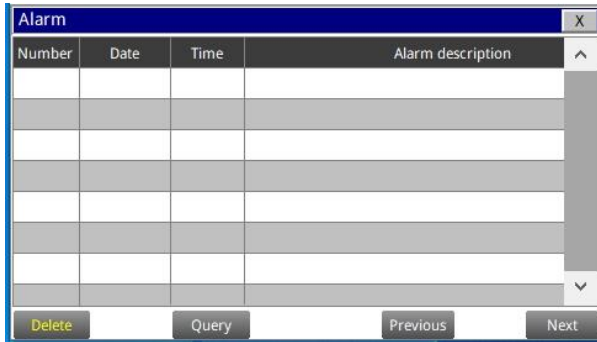 Alarm X
Number Date Time Alarm description
Delete Query Previous Next